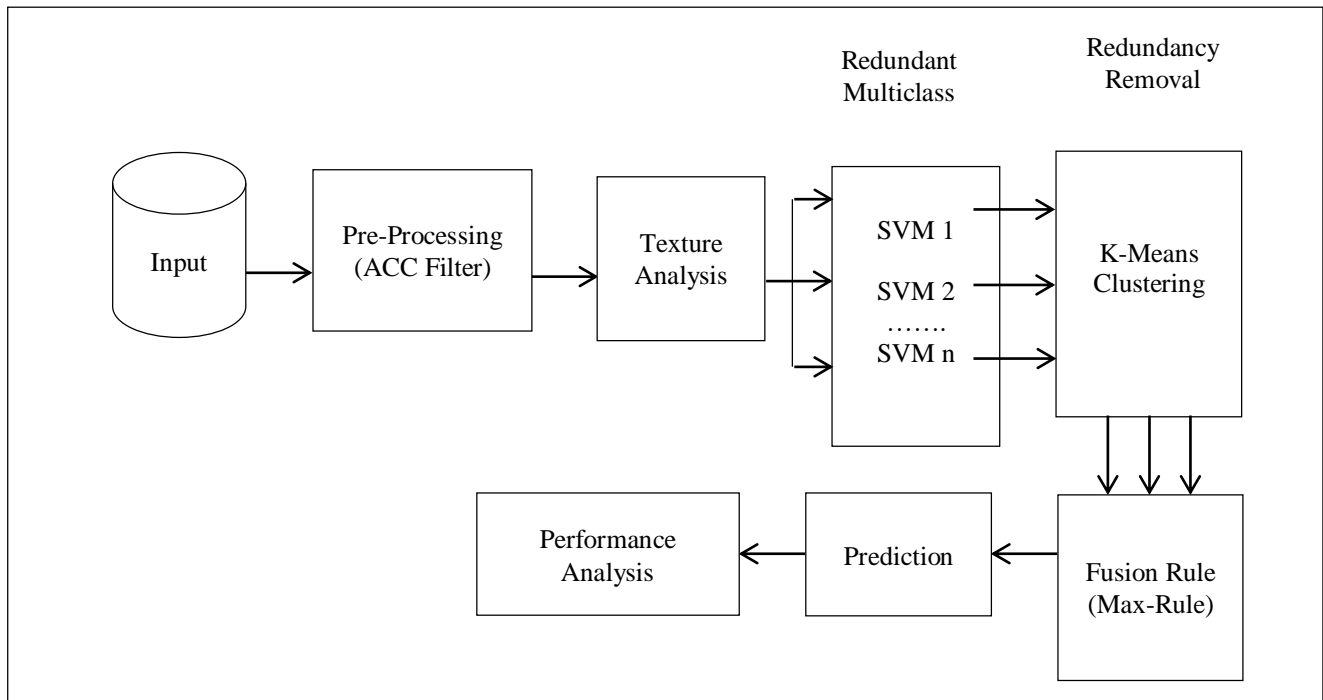 Redundant
Multiclass
Redundancy
Removal
Input
Pre-Processing
(ACC Filter)
Texture
Analysis
SVM 1
SVM 2
…….
SVM n
K-Means
Clustering
Performance
Analysis
Prediction
Fusion Rule
(Max-Rule)